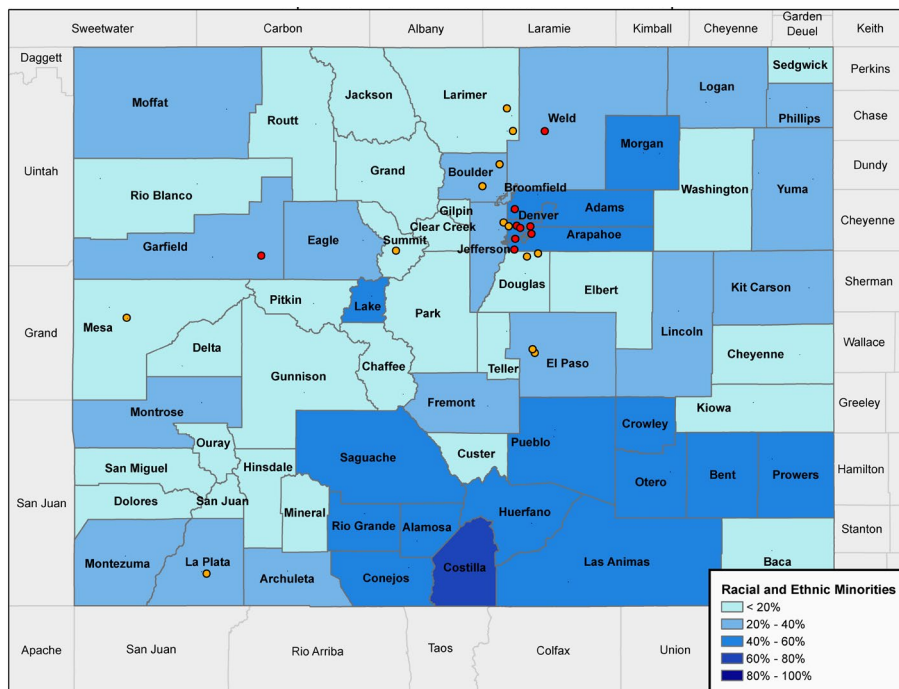 Sweetwater
Carbon
Albany
Laramie
Kimball
Cheyenne
Garden
Deuel
Keith
Daggett
Sedgwick
Perkins
Moffat
Jackson
Larimer
Logan
Routt
Weld
Phillips
Chase
Uintah
Morgan
Grand
Boulder
Dundy
Rio Blanco
Broomfield
Washington
Yuma
Gilpin
Denver
Adams
Cheyenne
Clear Creek
Arapahoe
Garfield
Eagle
Summit
Jefferson
Douglas
Elbert
Sherman
Pitkin
Lake
Park
Kit Carson
Lincoln
Grand
Mesa
Delta
Wallace
Cheyenne
Chaffee
Teller
El Paso
Gunnison
Fremont
Kiowa
Greeley
Montrose
Crowley
Ouray
Pueblo
Saguache
Custer
San Miguel
Hinsdale
Otero
Bent
Prowers
Hamilton
San Juan
Dolores
San Juan
Mineral
Rio Grande
Alamosa
Huerfano
Stanton
Montezuma
La Plata
Archuleta
Conejos
Costilla
Las Animas
Baca
Apache
San Juan
Rio Arriba
Taos
Colfax
Union
Racial and Ethnic Minorities
< 20%
20% - 40%
40% - 60%
60% - 80%
80% - 100%